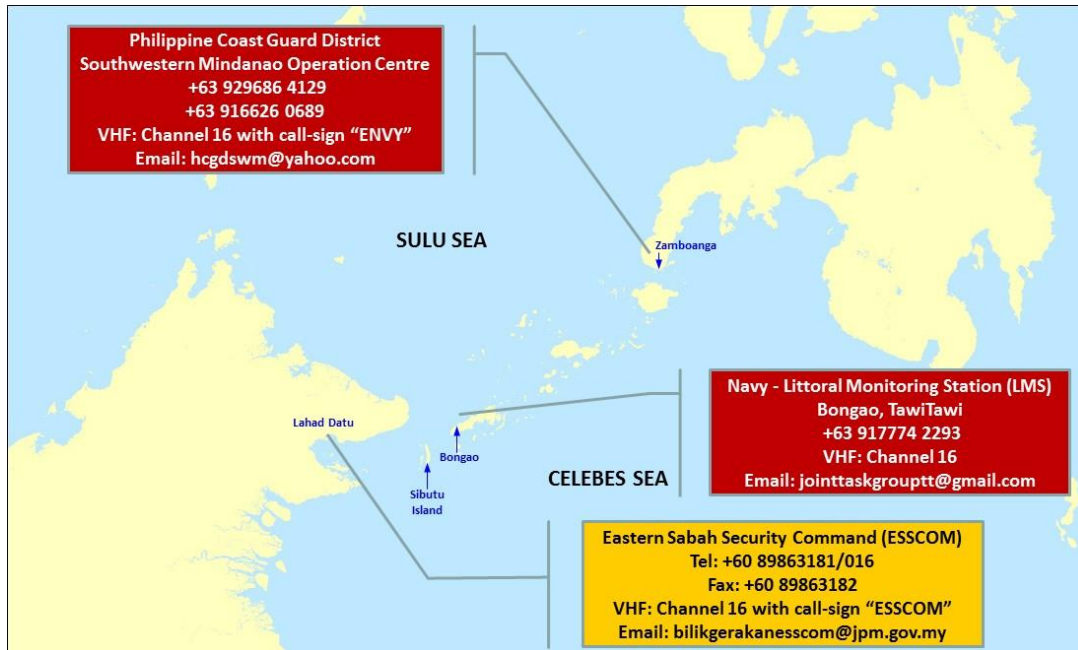 Philippine Coast Guard District
Southwestern Mindanao Operation Centre
+63 929686 4129
+63 916626 0689
VHF: Channel 16 with call-sign “ENVY”
Email: hcgdswm@yahoo.com
SULU SEA
Zamboanga
Navy - Littoral Monitoring Station (LMS)
Bongao, TawiTawi
+63 917774 2293
VHF: Channel 16
Email: jointtaskgrouptt@gmail.com
Lahad Datu
Bongao
Sibutu
Island
CELEBES SEA
Eastern Sabah Security Command (ESSCOM)
Tel: +60 89863181/016
Fax: +60 89863182
VHF: Channel 16 with call-sign “ESSCOM”
Email: bilikgerakanesscom@jpm.gov.my